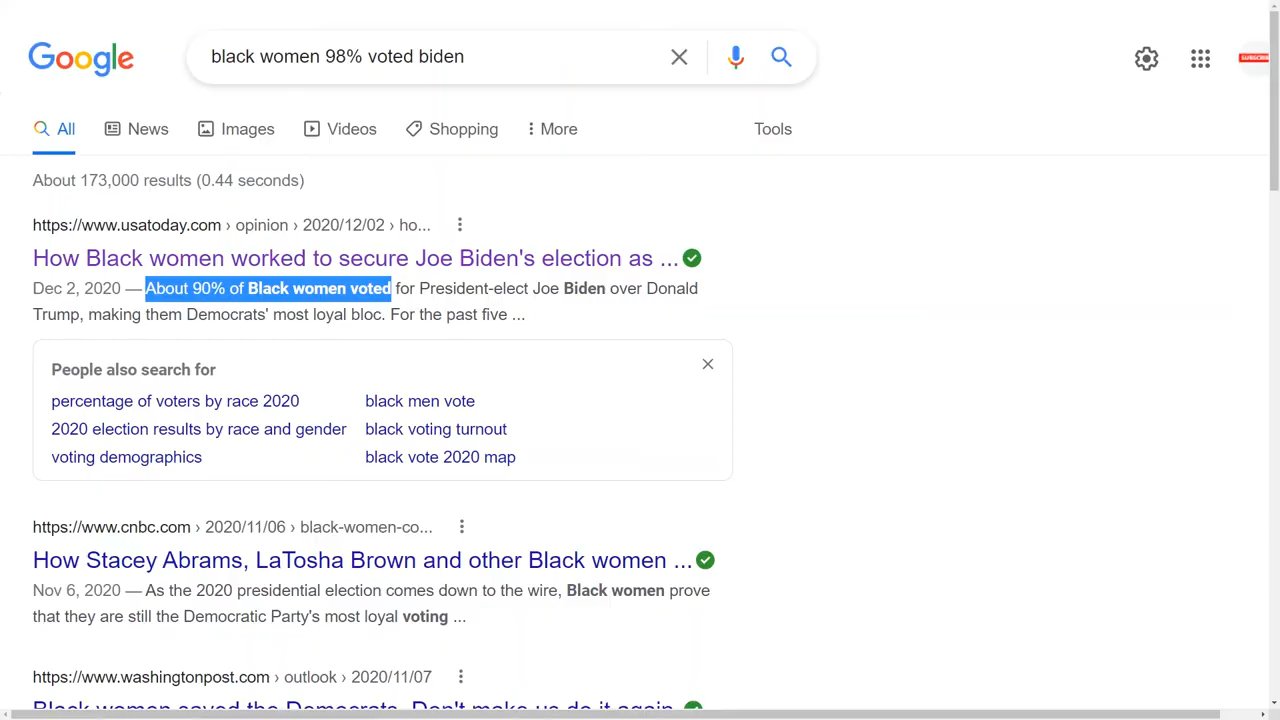 Google
black women 98% voted biden
SUBSCRIBE
All News Images Videos Shopping More Tools
About 173,000 results (0.44 seconds)
https://www.usatoday.com › opinion › 2020/12/02 › ho...
How Black women worked to secure Joe Biden's election as ...
Dec 2, 2020 — About 90% of Black women voted for President-elect Joe Biden over Donald
Trump, making them Democrats' most loyal bloc. For the past five ...
People also search for
percentage of voters by race 2020 black men vote
2020 election results by race and gender black voting turnout
voting demographics black vote 2020 map
https://www.cnbc.com › 2020/11/06 › black-women-co...
How Stacey Abrams, LaTosha Brown and other Black women ...
Nov 6, 2020 — As the 2020 presidential election comes down to the wire, Black women prove
that they are still the Democratic Party's most loyal voting ...
https://www.washingtonpost.com › outlook › 2020/11/07
Black women saved the Democrats. Don't make us do it again.